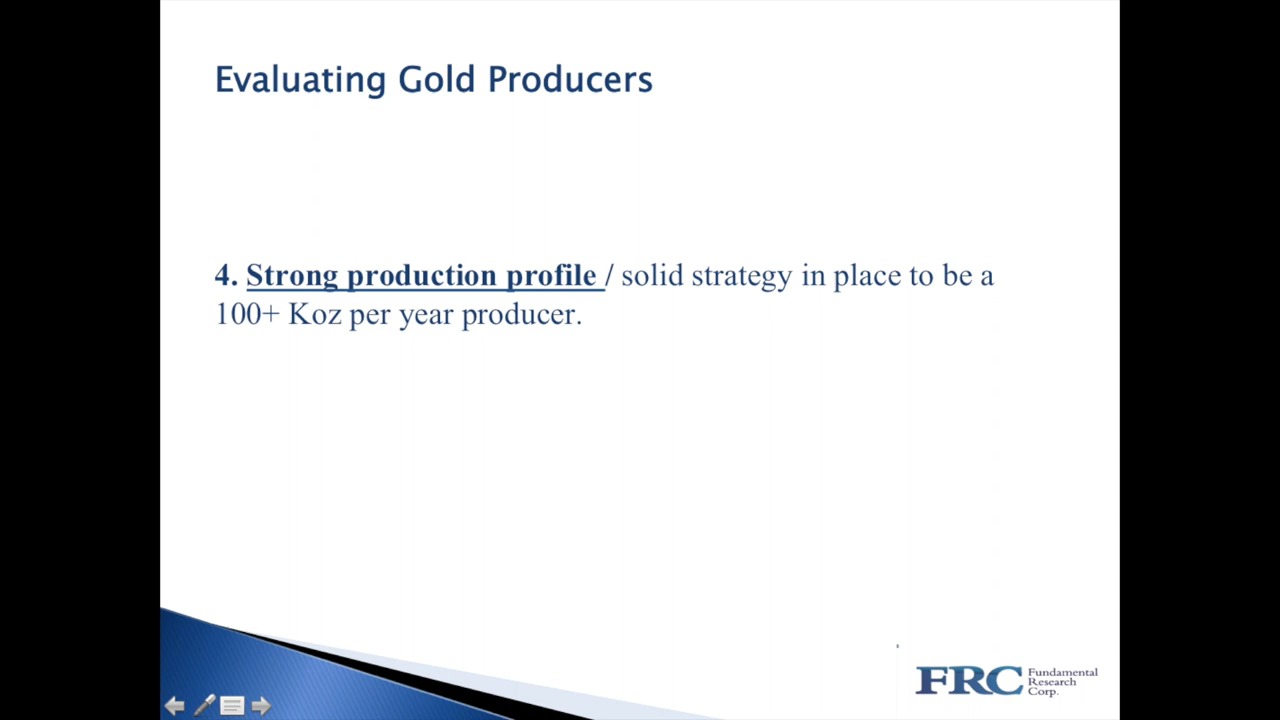 Evaluating Gold Producers
4. Strong production profile / solid strategy in place to be a
100+ Koz per year producer.
FRC
Fundamental
Research
Corp.